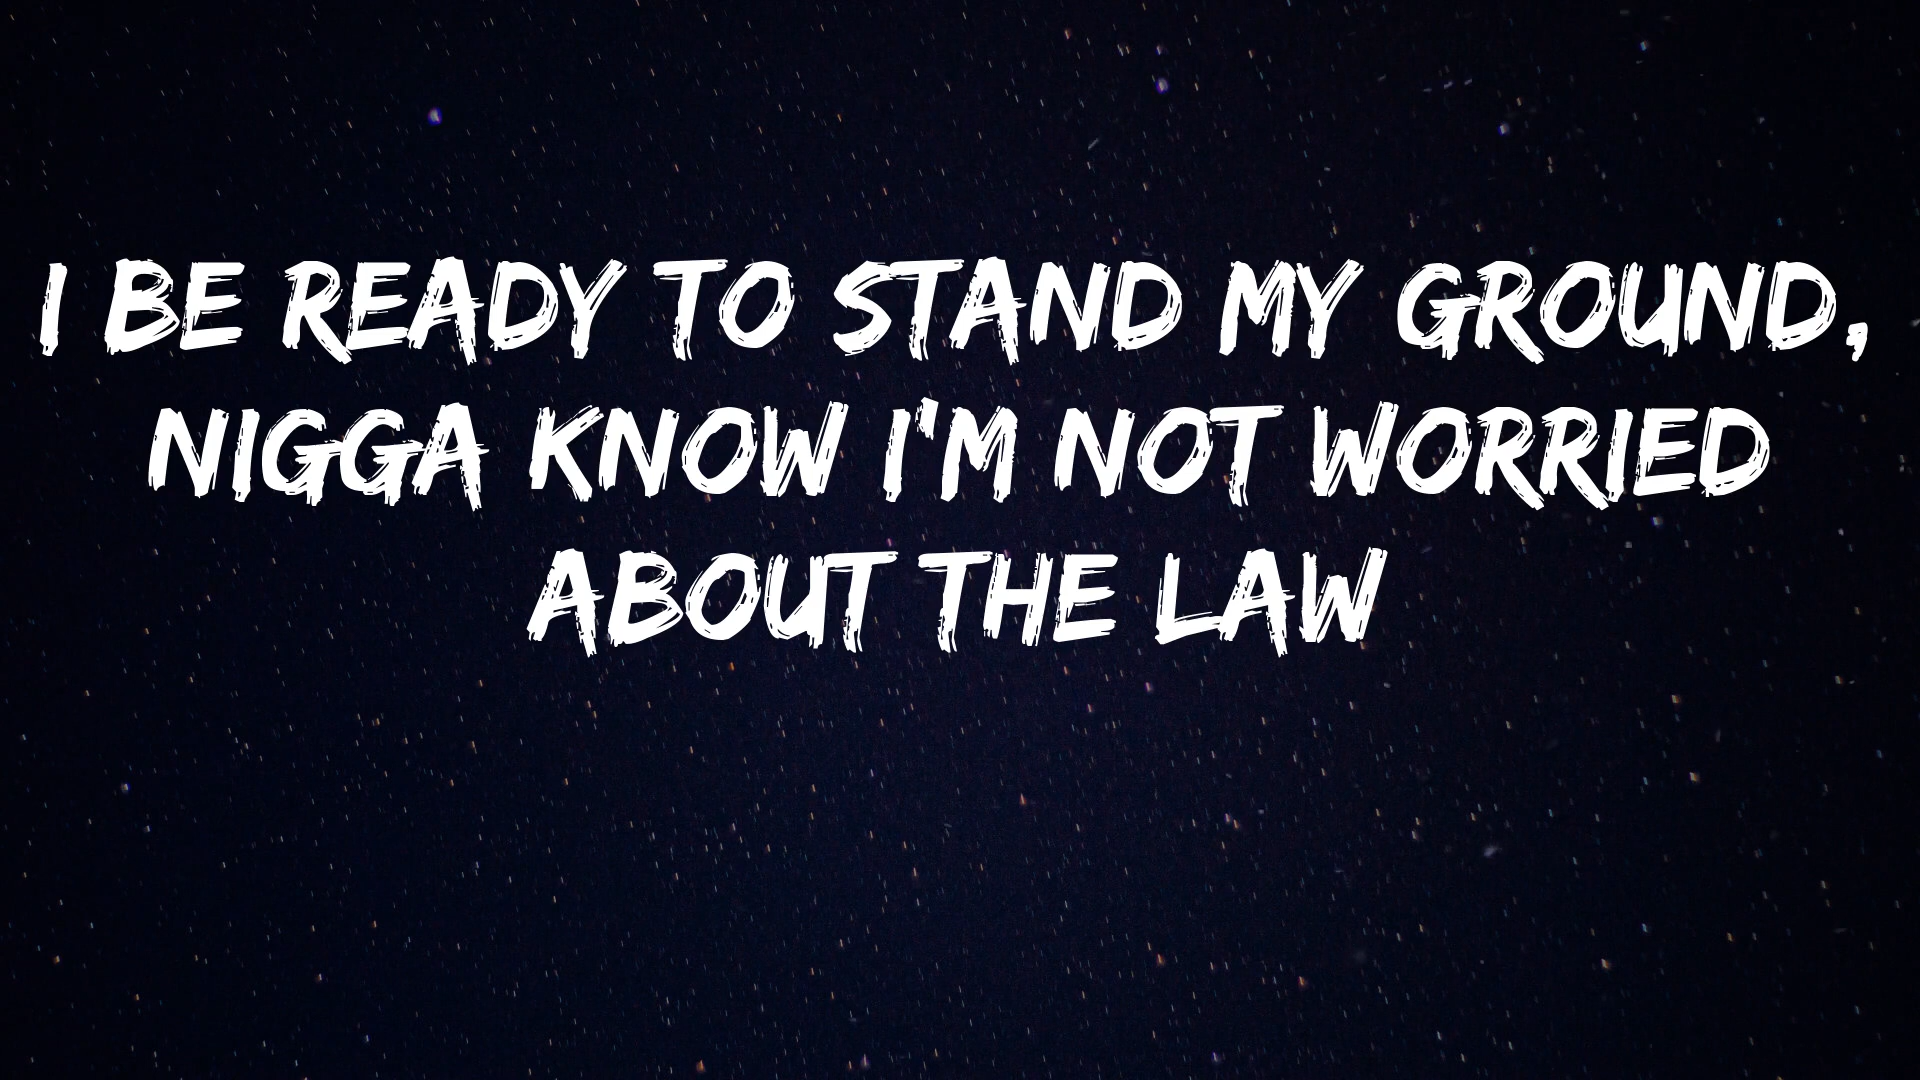 I BE READY TO STAND MY GROUND,
NIGGA KNOW I'M NOT WORRIED
ABOUT THE LAW